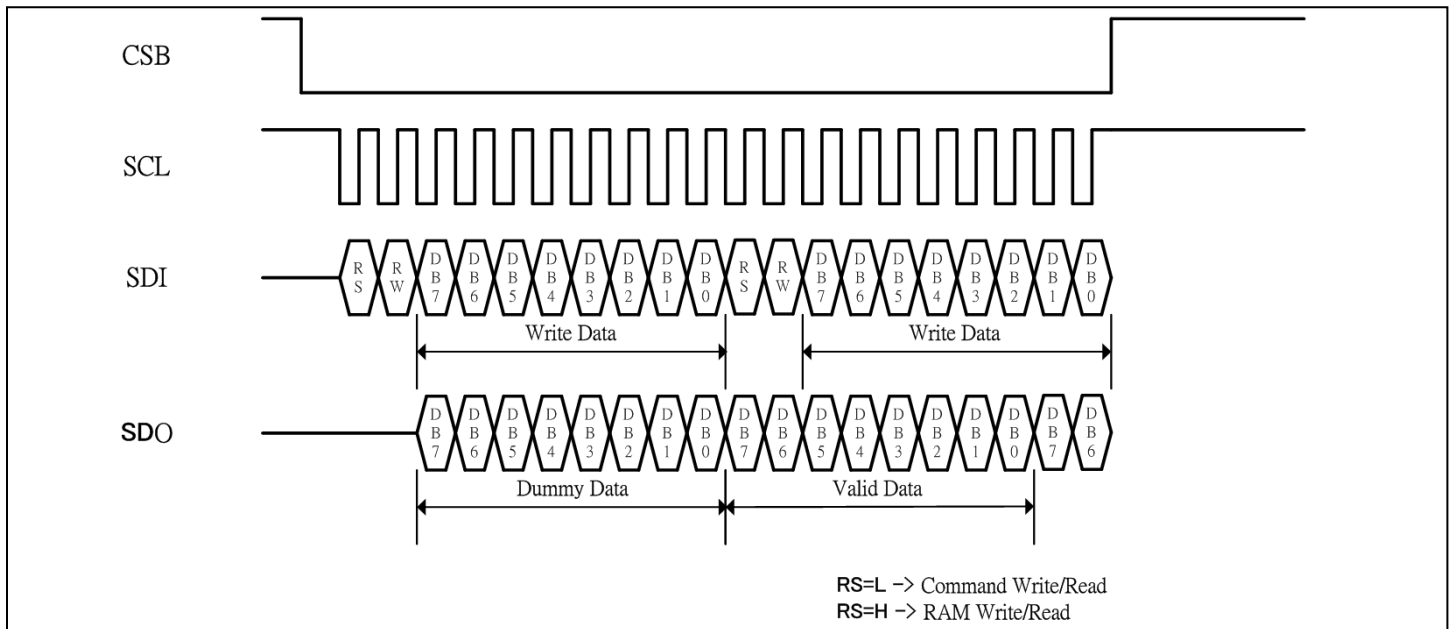 CSB
SCL
SDI
RS RW DB7 DB6 DB5 DB4 DB3 DB2 DB1 DB0 RS RW DB7 DB6 DB5 DB4 DB3 DB2 DB1 DB0
Write Data Write Data
SDO
DB7 DB6 DB5 DB4 DB3 DB2 DB1 DB0 DB7 DB6 DB5 DB4 DB3 DB2 DB1 DB0 DB7 DB6
Dummy Data Valid Data
RS=L -> Command Write/Read
RS=H -> RAM Write/Read